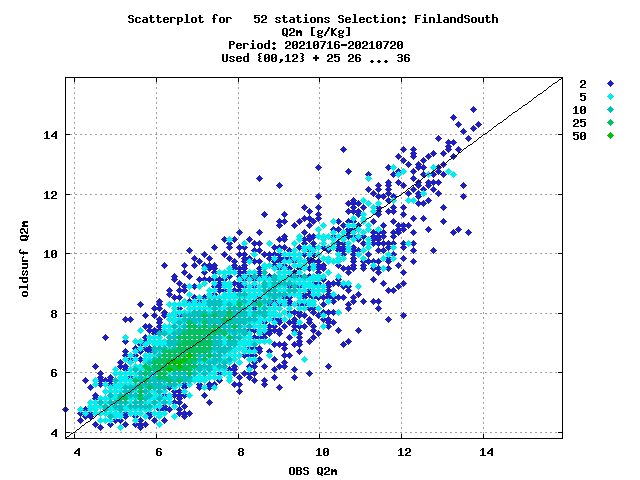 Scatterplot for   52 stations Selection: FinlandSouth
Q2m [g/Kg]
Period: 20210716-20210720
Used {00,12} + 25 26 ... 36
2
5
10
25
50
14
12
10
8
6
4
oldsurf Q2m
4 6 8 10 12 14
OBS Q2m